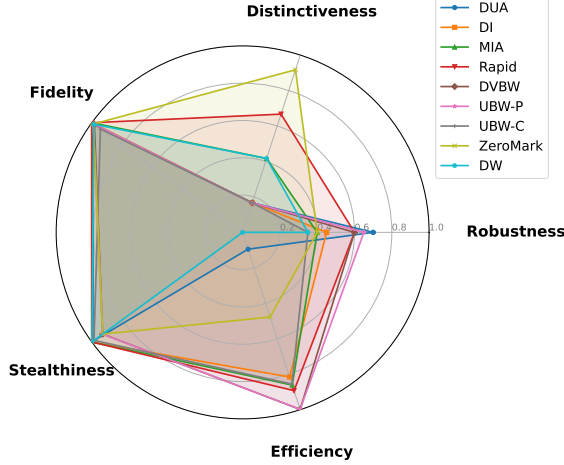 Distinctiveness
DUA
DI
MIA
Rapid
DVBW
UBW-P
UBW-C
ZeroMark
DW
Fidelity
0.2
0.4
0.6
0.8
1.0
Robustness
Stealthiness
Efficiency